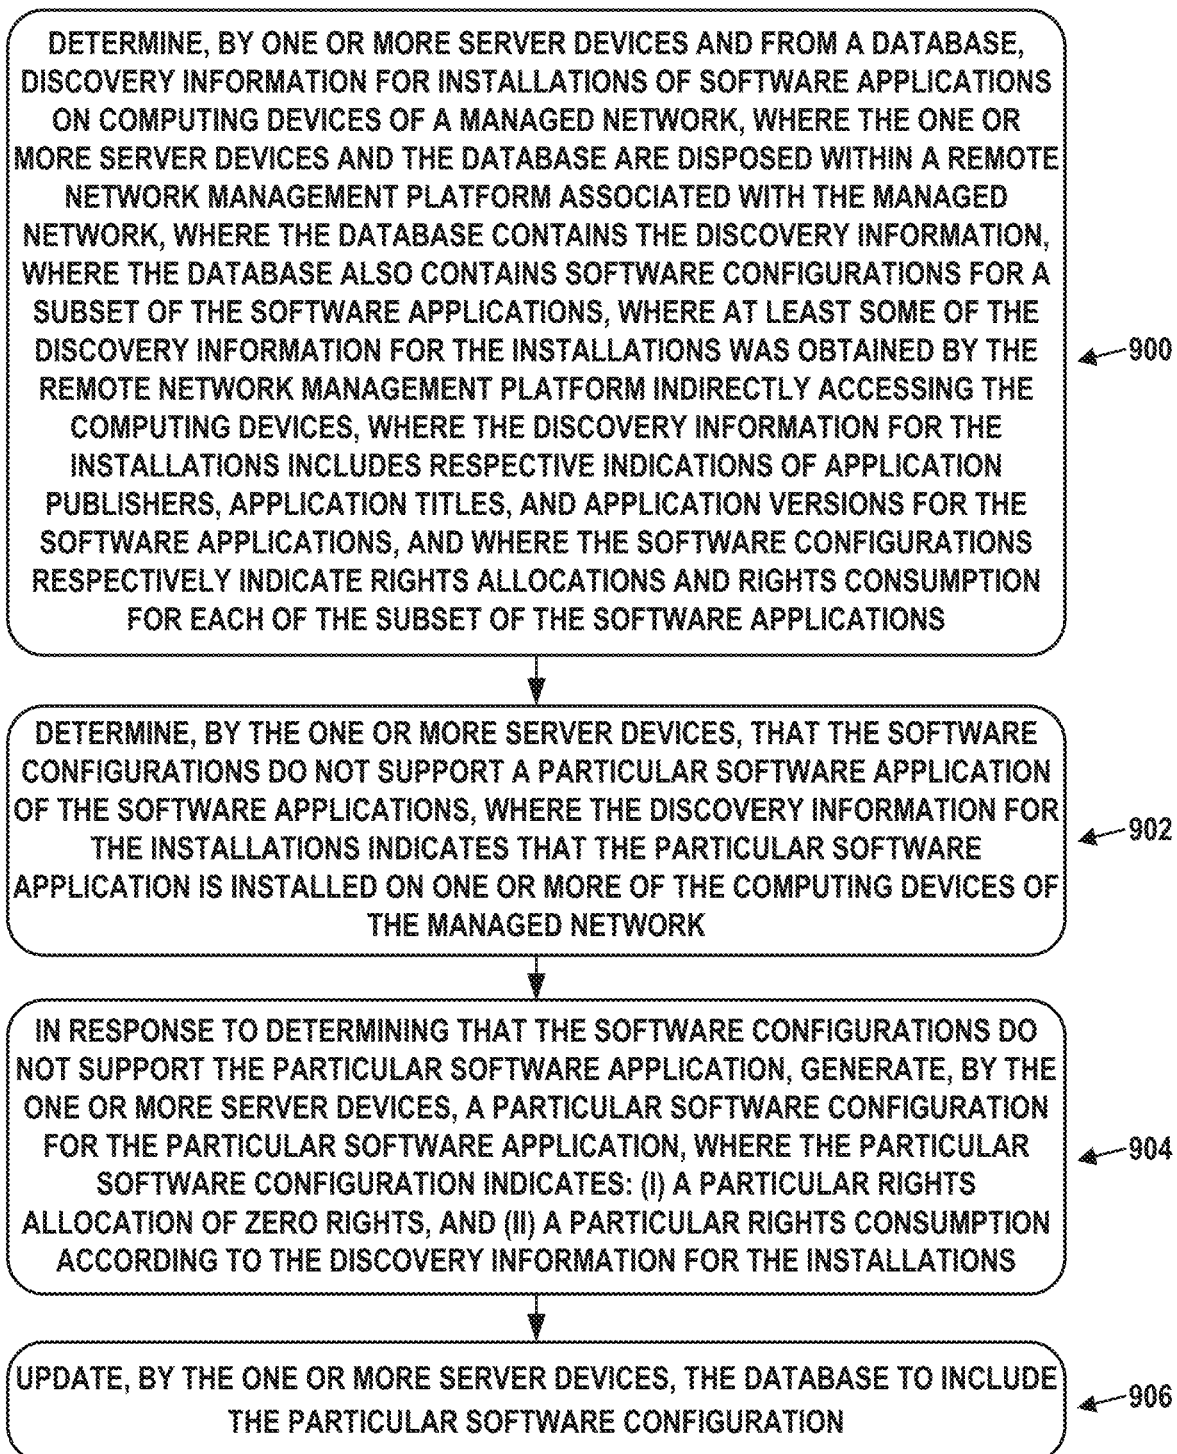 DETERMINE, BY ONE OR MORE SERVER DEVICES AND FROM A DATABASE,
DISCOVERY INFORMATION FOR INSTALLATIONS OF SOFTWARE APPLICATIONS
ON COMPUTING DEVICES OF A MANAGED NETWORK, WHERE THE ONE OR
MORE SERVER DEVICES AND THE DATABASE ARE DISPOSED WITHIN A REMOTE
NETWORK MANAGEMENT PLATFORM ASSOCIATED WITH THE MANAGED
NETWORK, WHERE THE DATABASE CONTAINS THE DISCOVERY INFORMATION,
WHERE THE DATABASE ALSO CONTAINS SOFTWARE CONFIGURATIONS FOR A
SUBSET OF THE SOFTWARE APPLICATIONS, WHERE AT LEAST SOME OF THE
DISCOVERY INFORMATION FOR THE INSTALLATIONS WAS OBTAINED BY THE
REMOTE NETWORK MANAGEMENT PLATFORM INDIRECTLY ACCESSING THE
COMPUTING DEVICES, WHERE THE DISCOVERY INFORMATION FOR THE
INSTALLATIONS INCLUDES RESPECTIVE INDICATIONS OF APPLICATION
PUBLISHERS, APPLICATION TITLES, AND APPLICATION VERSIONS FOR THE
SOFTWARE APPLICATIONS, AND WHERE THE SOFTWARE CONFIGURATIONS
RESPECTIVELY INDICATE RIGHTS ALLOCATIONS AND RIGHTS CONSUMPTION
FOR EACH OF THE SUBSET OF THE SOFTWARE APPLICATIONS
900
DETERMINE, BY THE ONE OR MORE SERVER DEVICES, THAT THE SOFTWARE
CONFIGURATIONS DO NOT SUPPORT A PARTICULAR SOFTWARE APPLICATION
OF THE SOFTWARE APPLICATIONS, WHERE THE DISCOVERY INFORMATION FOR
THE INSTALLATIONS INDICATES THAT THE PARTICULAR SOFTWARE
APPLICATION IS INSTALLED ON ONE OR MORE OF THE COMPUTING DEVICES OF
THE MANAGED NETWORK
902
IN RESPONSE TO DETERMINING THAT THE SOFTWARE CONFIGURATIONS DO
NOT SUPPORT THE PARTICULAR SOFTWARE APPLICATION, GENERATE, BY THE
ONE OR MORE SERVER DEVICES, A PARTICULAR SOFTWARE CONFIGURATION
FOR THE PARTICULAR SOFTWARE APPLICATION, WHERE THE PARTICULAR
SOFTWARE CONFIGURATION INDICATES: (I) A PARTICULAR RIGHTS
ALLOCATION OF ZERO RIGHTS, AND (II) A PARTICULAR RIGHTS CONSUMPTION
ACCORDING TO THE DISCOVERY INFORMATION FOR THE INSTALLATIONS
904
UPDATE, BY THE ONE OR MORE SERVER DEVICES, THE DATABASE TO INCLUDE
THE PARTICULAR SOFTWARE CONFIGURATION
906